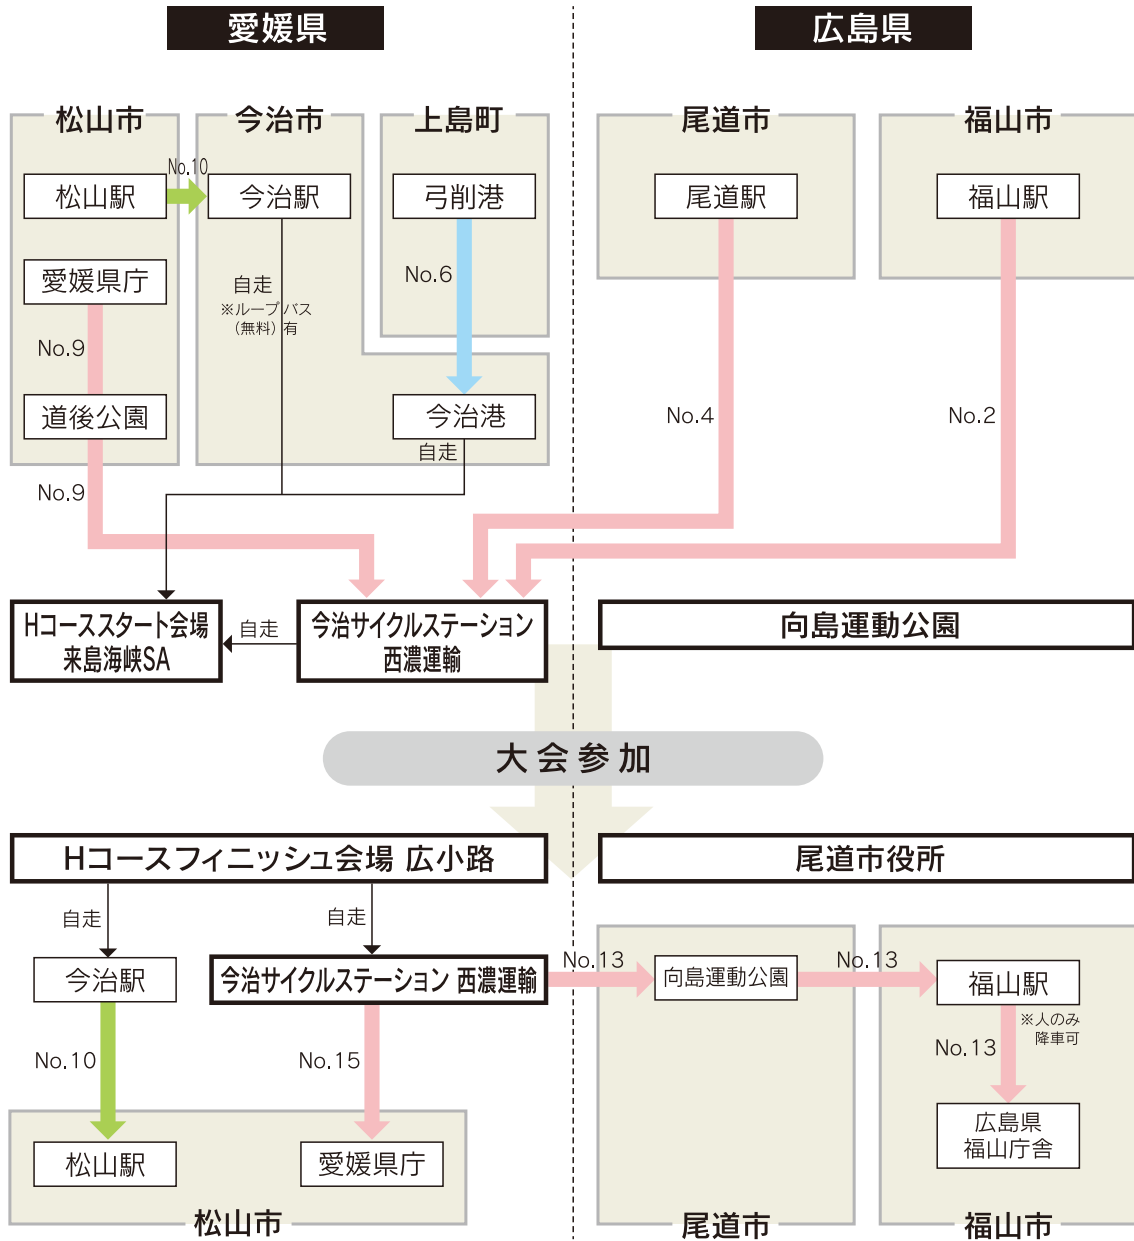 愛媛県
広島県
松山市
今治市
上島町
尾道市
福山市
No.10
松山駅
今治駅
弓削港
尾道駅
福山駅
愛媛県庁
自走
※ループバス
(無料)有
No.6
No.9
道後公園
今治港
No.4
No.2
自走
No.9
Hコーススタート会場
来島海峡SA
自走
今治サイクルステーション
西濃運輸
向島運動公園
大会参加
Hコースフィニッシュ会場 広小路
尾道市役所
自走
自走
今治駅
今治サイクルステーション 西濃運輸
No.13
向島運動公園
No.13
福山駅
※人のみ
降車可
No.10
No.15
No.13
広島県
福山庁舎
松山駅
愛媛県庁
松山市
尾道市
福山市